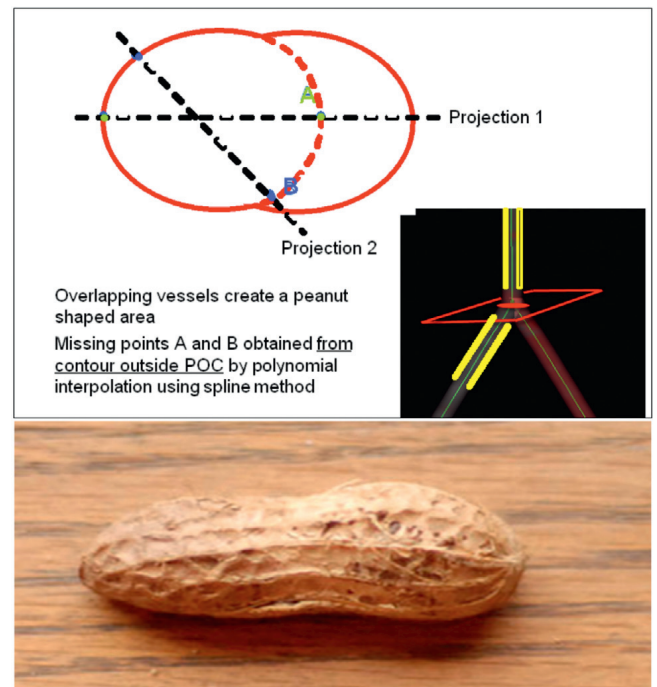 A
Projection 1
B
Projection 2
Overlapping vessels create a peanut
shaped area
Missing points A and B obtained from
contour outside POC by polynomial
interpolation using spline method